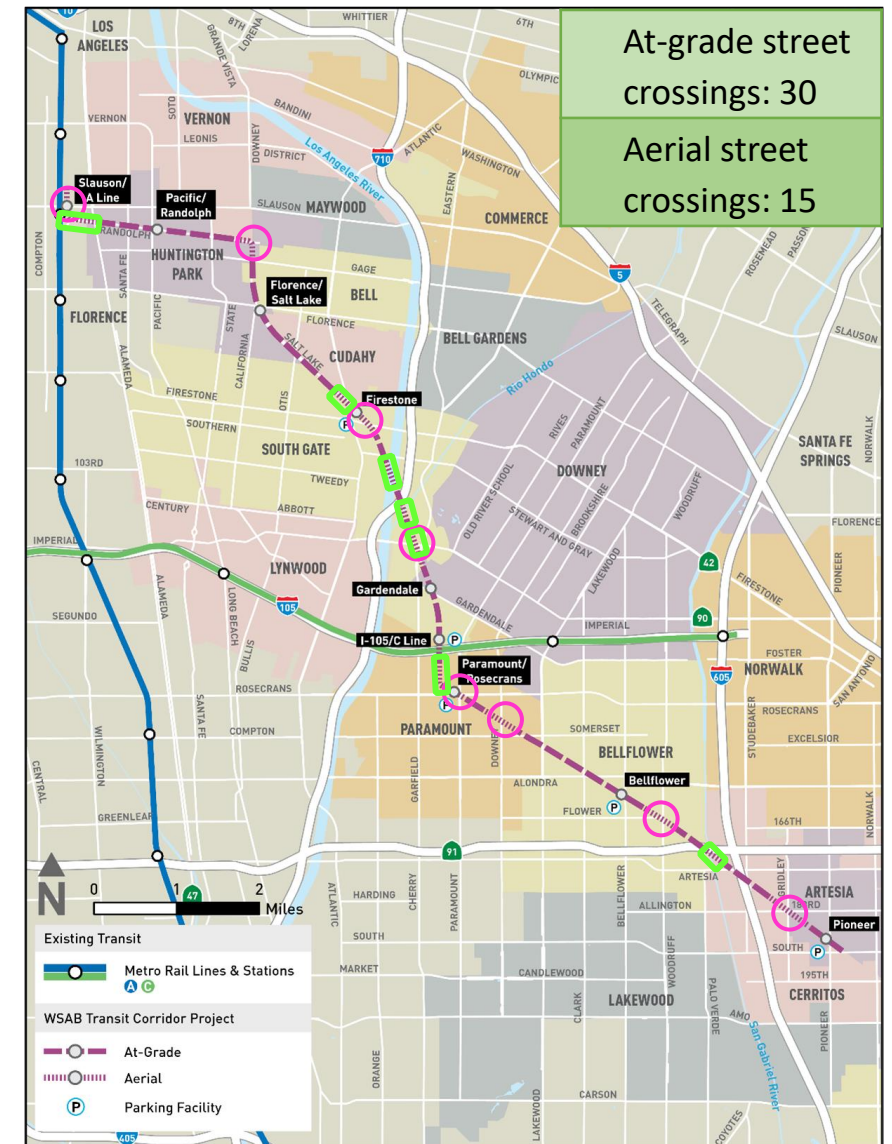 At-grade street
crossings: 30
Aerial street
crossings: 15
10
LOS
ANGELES
8TH
LORENA
GRANDE VISTA
WHITTIER
6TH
OLYMPIC
SOTO
VERNON
VERNON
LEONIS
DOWNEY
BANDINI
DISTRICT
Los Angeles River
710
ATLANTIC
WASHINGTON
EASTERN
COMMERCE
Slauson/
A Line
Pacific/
Randolph
SLAUSON
MAYWOOD
RANDOLPH
HUNTINGTON
PARK
COMPTON
SANTA FE
PACIFIC
GAGE
BELL
5
ROSEMEAD
PASSONS
TELEGRAPH
SLAUSON
FLORENCE
STATE
CALIFORNIA
Florence/
Salt Lake
FLORENCE
SALT LAKE
CUDAHY
BELL GARDENS
Rio Hondo
ALAMEDA
FIRESTONE
OTIS
SOUTHERN
Firestone
P
SOUTH GATE
TWEEDY
103RD
CENTURY
ABBOTT
RIVES
PARAMOUNT
DOWNEY
OLD RIVER SCHOOL
BROOKSHIRE
STEWART AND GRAY
LAKEWOOD
WOODRUFF
SANTA FE
SPRINGS
NORWALK
FLORENCE
PIONEER
IMPERIAL
LYNWOOD
105
LONG BEACH
BULLIS
ALAMEDA
SEGUNDO
Gardendale
GARDENDALE
I-105/C Line
P
IMPERIAL
42
90
FIRESTONE
FOSTER
NORWALK
SAN ANTONIO
605
STUDEBAKER
ROSECRANS
EXCELSIOR
ROSECRANS
Paramount/
Rosecrans
P
PARAMOUNT
SANTA FE
COMPTON
WILMINGTON
CENTRAL
GREENLEAF
GARFIELD
DOWNEY
SOMERSET
BELLFLOWER
ALONDRA
Bellflower
FLOWER
P
166TH
NORWALK
91
ARTESIA
GRIDLEY
183RD
ARTESIA
Pioneer
P
SOUTH
195TH
CERRITOS
PIONEER
ATLANTIC
HARDING
CHERRY
PARAMOUNT
SOUTH
MARKET
BELLFLOWER
ALLINGTON
WOODRUFF
CANDLEWOOD
CLARK
LAKEWOOD
PALO VERDE
AMO
San Gabriel River
ORANGE
CARSON
LAKEWOOD
COYOTES
N
0 1 2
Miles
47
Existing Transit
Metro Rail Lines & Stations
A C
WSAB Transit Corridor Project
At-Grade
Aerial
P Parking Facility
405